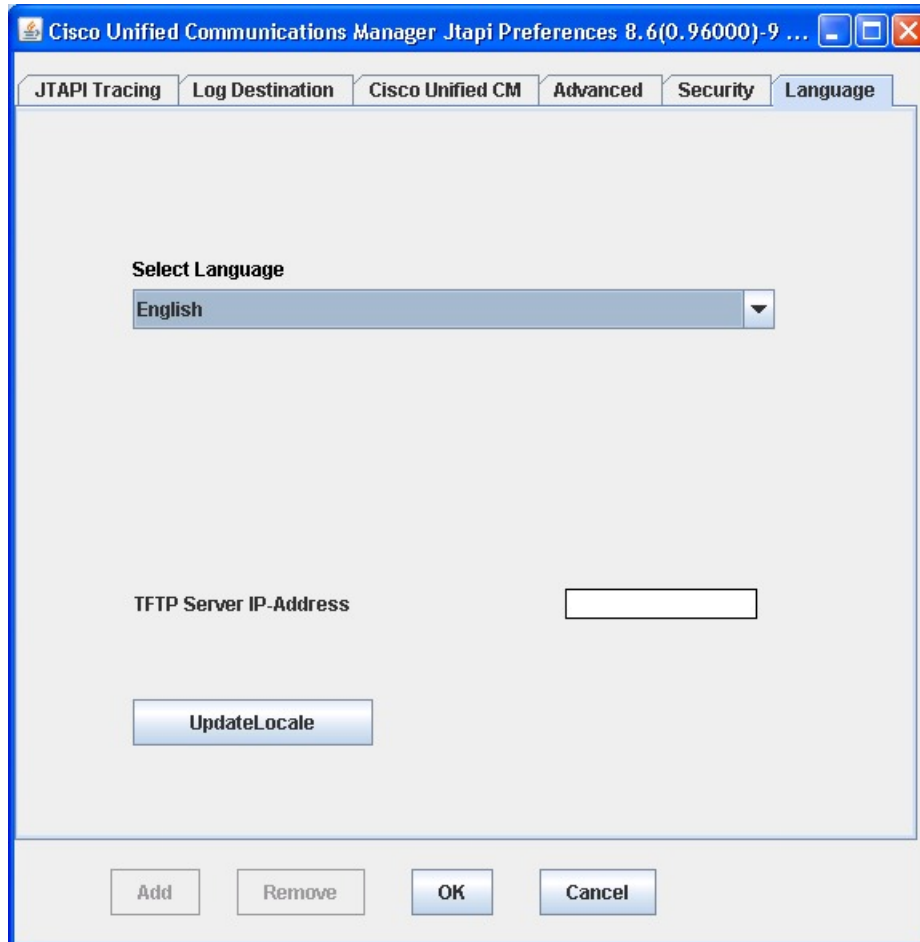 Cisco Unified Communications Manager Jtapi Preferences 8.6(0.96000)-9 ...
JTAPI Tracing Log Destination Cisco Unified CM Advanced Security Language
Select Language
English
TFTP Server IP-Address
UpdateLocale
Add Remove OK Cancel